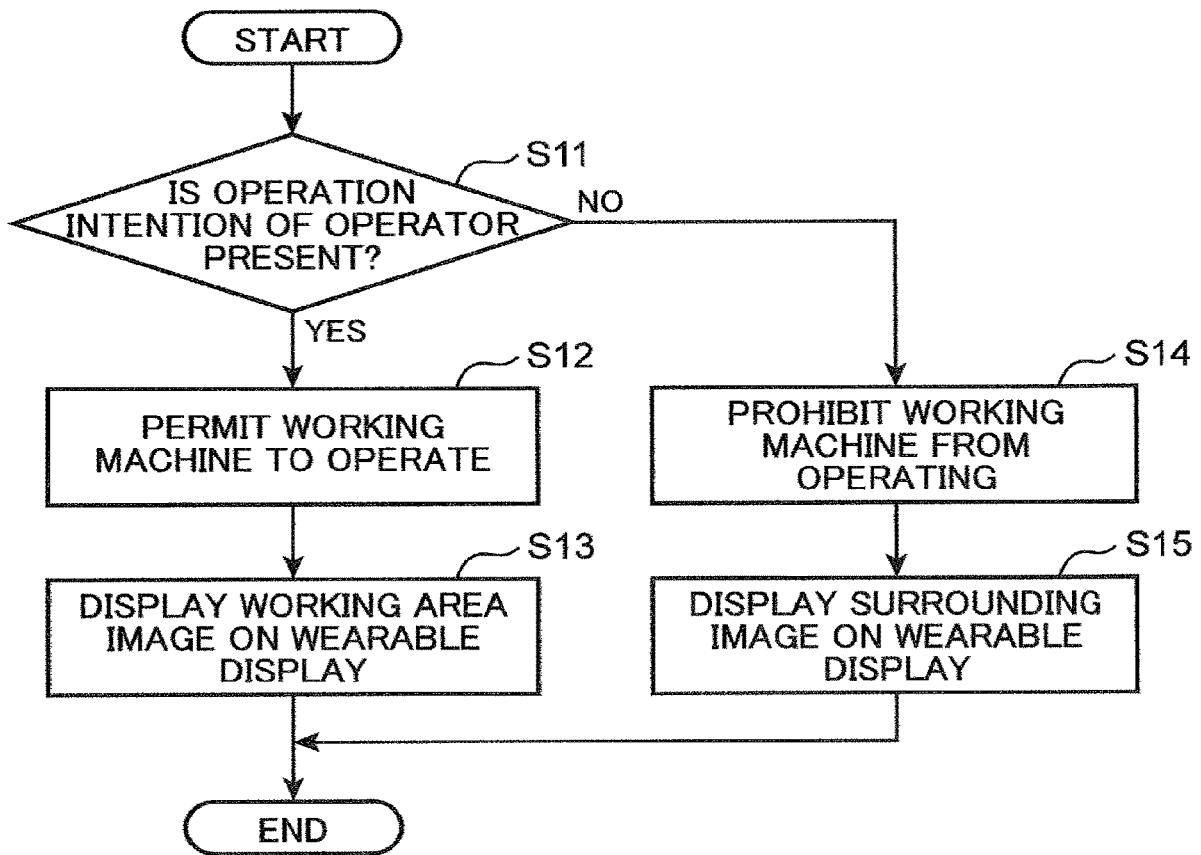 START
S11
IS OPERATION
INTENTION OF OPERATOR
PRESENT?
NO
YES
S12
PERMIT WORKING
MACHINE TO OPERATE
S14
PROHIBIT WORKING
MACHINE FROM
OPERATING
S13
DISPLAY WORKING AREA
IMAGE ON WEARABLE
DISPLAY
S15
DISPLAY SURROUNDING
IMAGE ON WEARABLE
DISPLAY
END